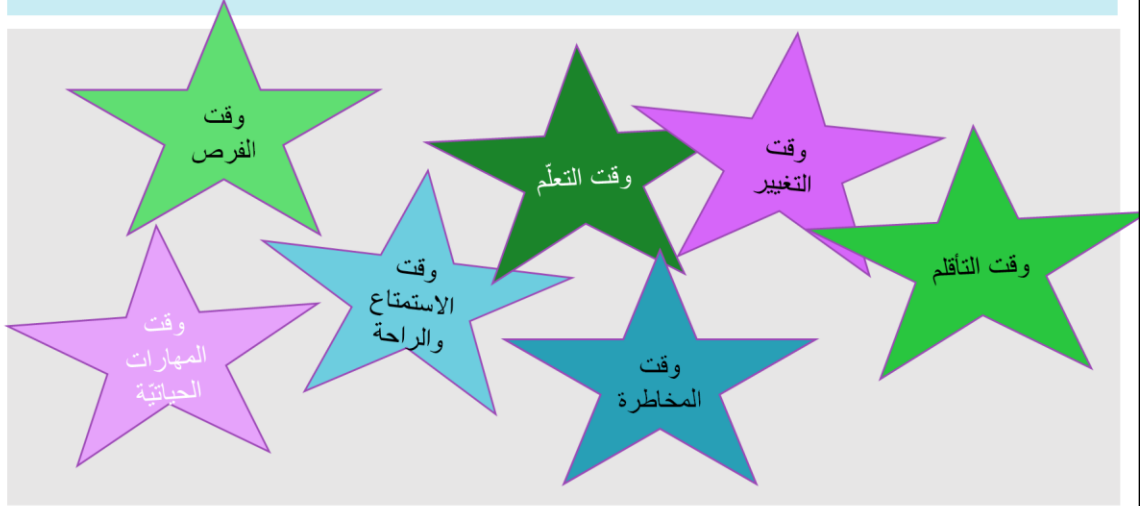 وقت
الفرص
وقت التعلّم
وقت
التغيير
وقت التأقلم
وقت
الاستمتاع
والراحة
وقت
المهارات
الحياتيّة
وقت
المخاطرة